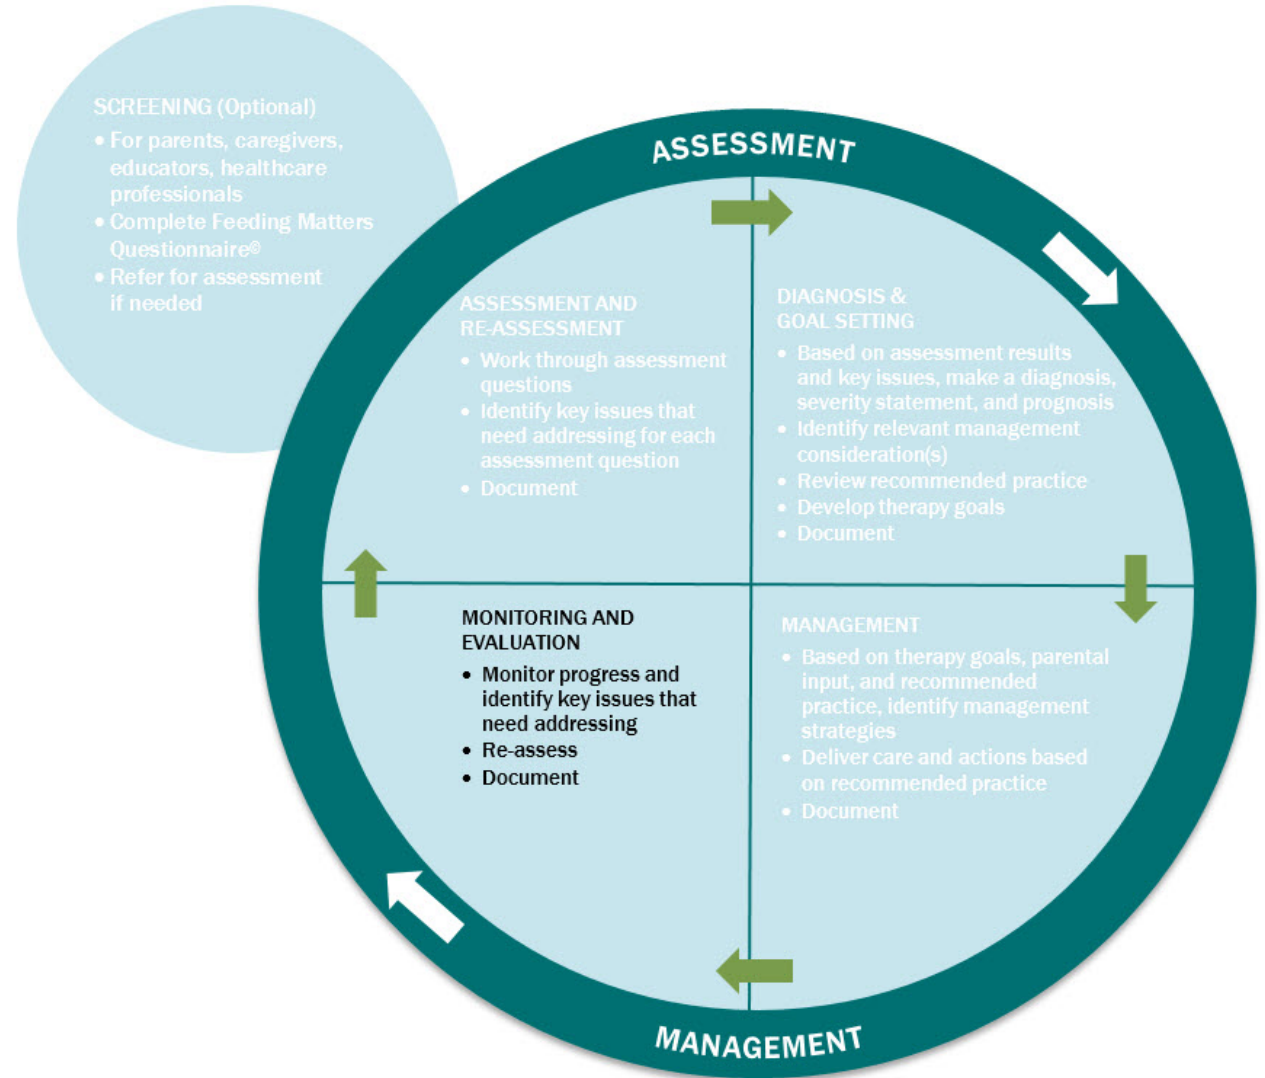 SCREENING (Optional)
• For parents, caregivers,
educators, healthcare
professionals
• Complete Feeding Matters
Questionnaire©
• Refer for assessment
if needed
ASSESSMENT
ASSESSMENT AND
RE-ASSESSMENT
• Work through assessment
questions
• Identify key issues that
need addressing for each
assessment question
• Document
DIAGNOSIS &
GOAL SETTING
• Based on assessment results
and key issues, make a diagnosis,
severity statement, and prognosis
• Identify relevant management
consideration(s)
• Review recommended practice
• Develop therapy goals
• Document
MONITORING AND
EVALUATION
• Monitor progress and
identify key issues that
need addressing
• Re-assess
• Document
MANAGEMENT
• Based on therapy goals, parental
input, and recommended
practice, identify management
strategies
• Deliver care and actions based
on recommended practice
• Document
MANAGEMENT